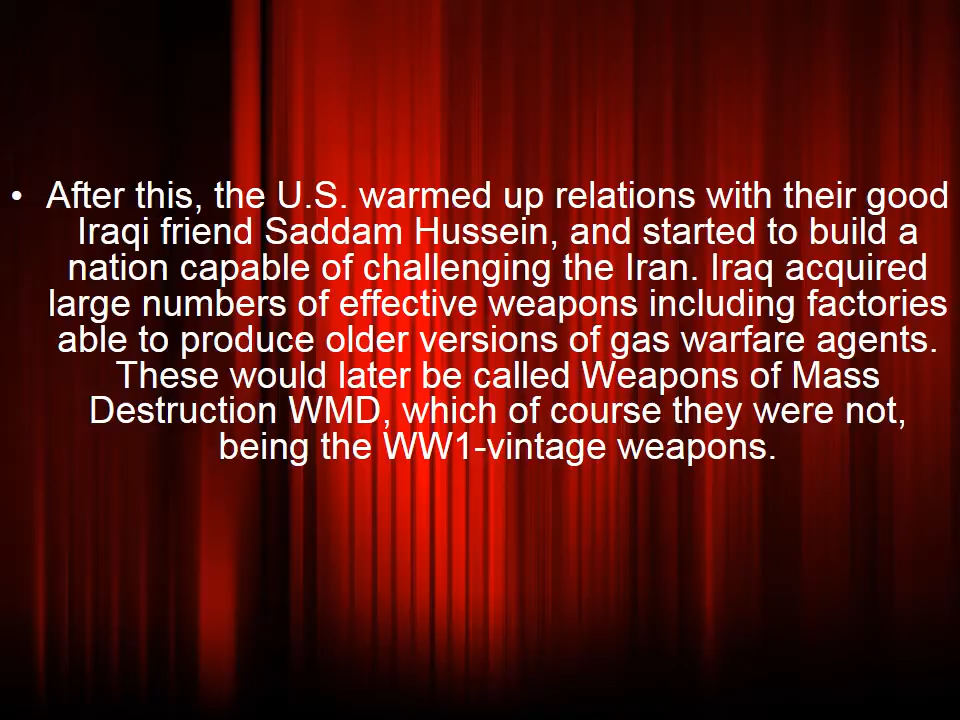 • After this, the U.S. warmed up relations with their good
Iraqi friend Saddam Hussein, and started to build a
nation capable of challenging the Iran. Iraq acquired
large numbers of effective weapons including factories
able to produce older versions of gas warfare agents.
These would later be called Weapons of Mass
Destruction WMD, which of course they were not,
being the WW1-vintage weapons.